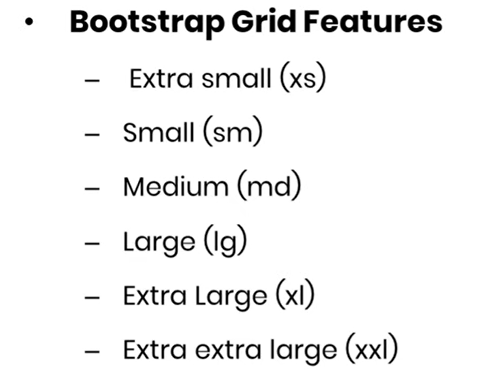 • Bootstrap Grid Features
– Extra small (xs)
– Small (sm)
– Medium (md)
– Large (lg)
– Extra Large (xl)
– Extra extra large (xxl)